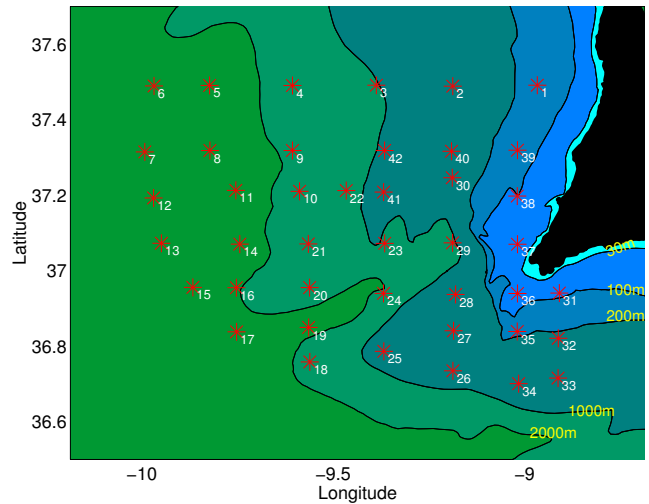 37.6
6 5 4 3 2 1
37.4
7 8 9 42 40 39
30
37.2
12 11 10 22 41 38
13 14 21 23 29 37
30m
37
15 16 20 24 28 36 31
100m
200m
17 19 27 35 32
36.8
18 25 26 34 33
1000m
36.6
2000m
-10 -9.5 -9
Longitude
Latitude